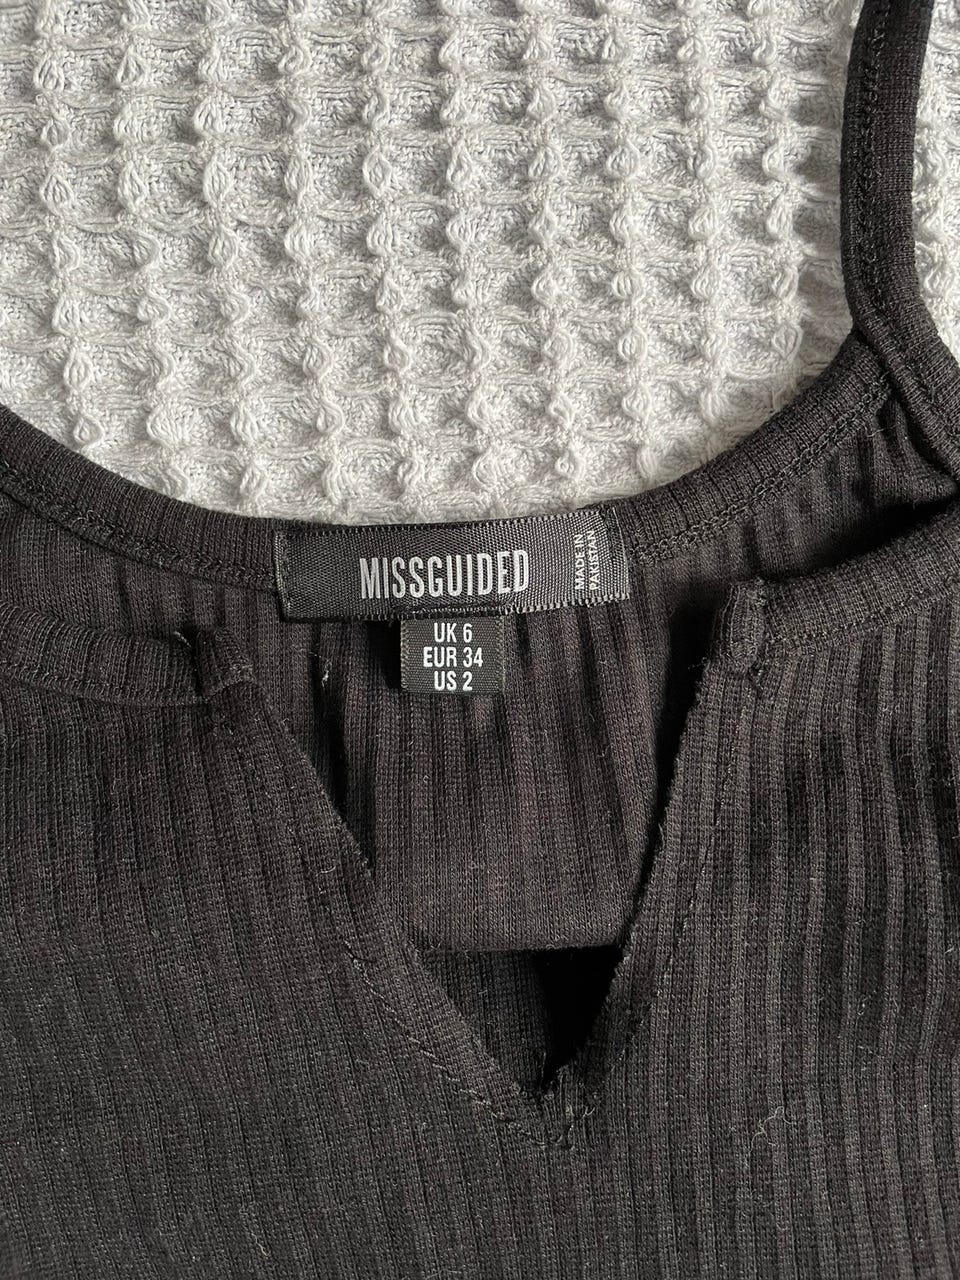 MISSGUIDED
MADE IN
PAKISTAN
UK 6
EUR 34
US 2